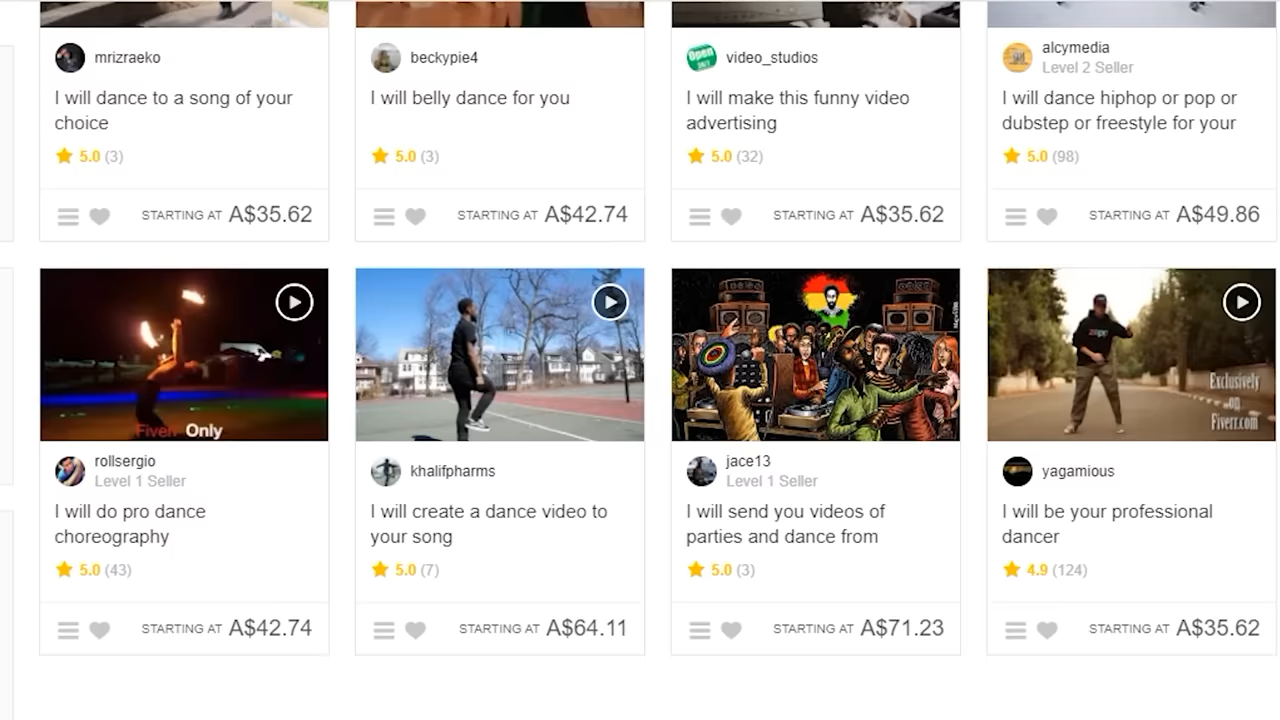 mrizraeko
I will dance to a song of your
choice
5.0 (3)
STARTING AT A$35.62
beckypie4
I will belly dance for you
5.0 (3)
STARTING AT A$42.74
Open
video_studios
I will make this funny video
advertising
5.0 (32)
STARTING AT A$35.62
alcymedia
Level 2 Seller
I will dance hiphop or pop or
dubstep or freestyle for your
5.0 (98)
STARTING AT A$49.86
Fiverr Only
rollsergio
Level 1 Seller
I will do pro dance
choreography
5.0 (43)
STARTING AT A$42.74
khalifpharms
I will create a dance video to
your song
5.0 (7)
STARTING AT A$64.11
jace13
Level 1 Seller
I will send you videos of
parties and dance from
5.0 (3)
STARTING AT A$71.23
Exclusively
on
Fiverr.com
yagamious
I will be your professional
dancer
4.9 (124)
STARTING AT A$35.62